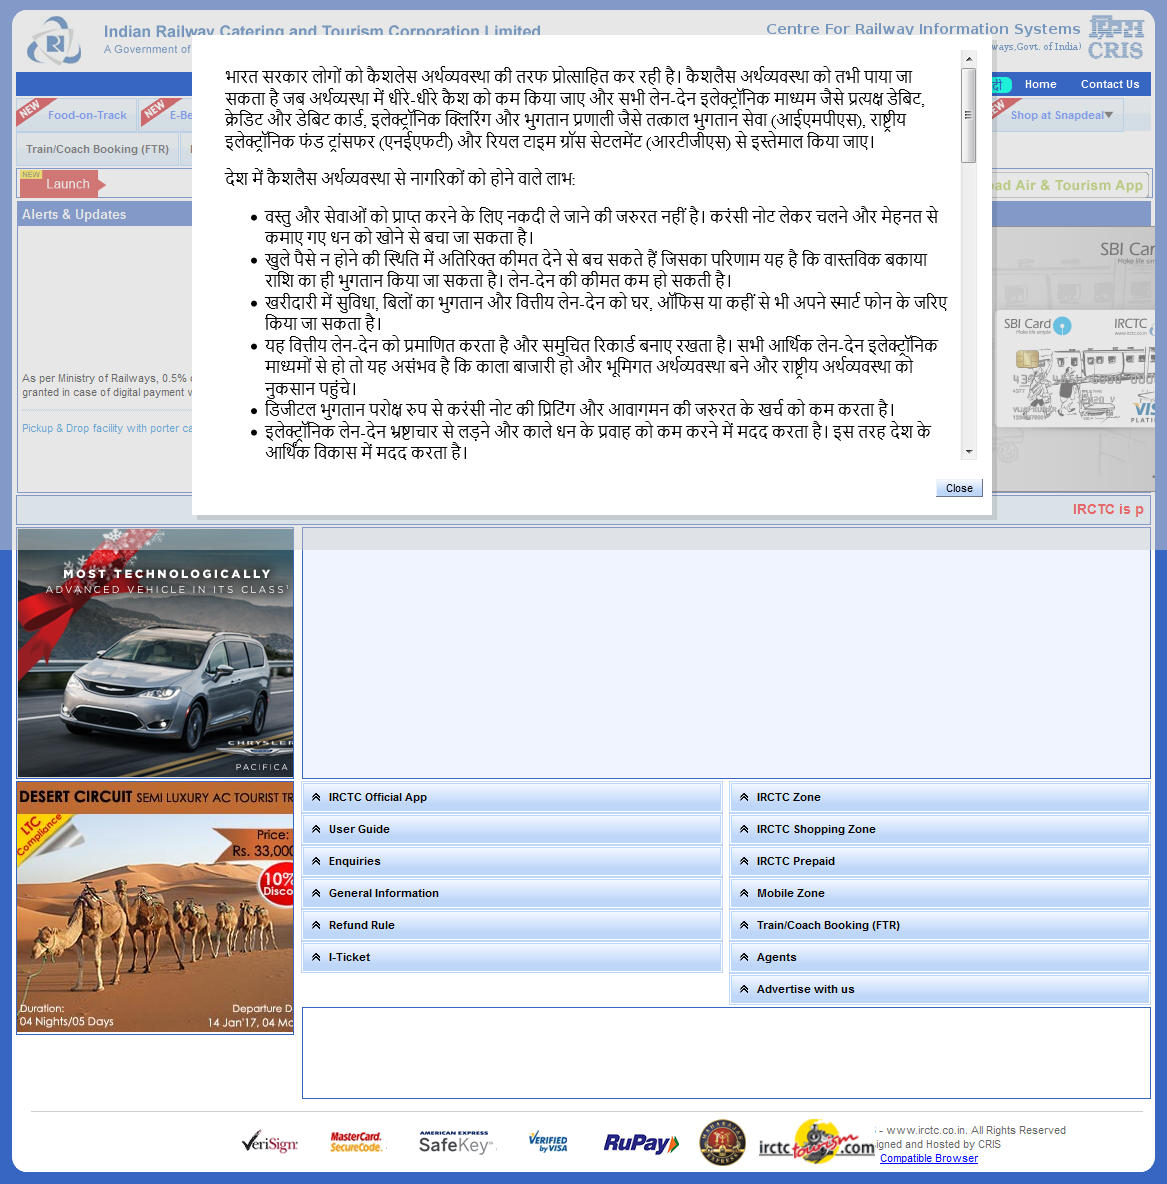 Indian Railway Catering and Tourism Corporation Limited
A Government of
Centre For Railway Information Systems
ways,Govt. of India)
CRIS
Home
Contact Us
NEW
Food-on-Track
NEW
NEW
Shop at Snapdeal
Train/Coach Booking (FTR)
NEW
Launch
ad Air & Tourism App
Alerts & Updates
As per Ministry of Railways, 0.5%
granted in case of digital payment
Pickup & Drop facility with porter
SBI Car
Make life sim
SBI Card
Make life simple
IRCTC
PLATIN
भारत सरकार लोगों को कैशलेस अर्थव्यवस्था की तरफ प्रोत्साहित कर रही है। कैशलैस अर्थव्यवस्था को तभी पाया जा
सकता है जब अर्थव्यस्था में धीरे-धीरे कैश को कम किया जाए और सभी लेन-देन इलेक्ट्रॉनिक माध्यम जैसे प्रत्यक्ष डेबिट,
क्रेडिट और डेबिट कार्ड, इलेक्ट्रॉनिक क्लिरिंग और भुगतान प्रणाली जैसे तत्काल भुगतान सेवा (आईएमपीएस), राष्ट्रीय
इलेक्ट्रॉनिक फंड ट्रांसफर (एनईएफटी) और रियल टाइम ग्रॉस सेटलमेंट (आरटीजीएस) से इस्तेमाल किया जाए।
देश में कैशलैस अर्थव्यवस्था से नागरिकों को होने वाले लाभ:
वस्तु और सेवाओं को प्राप्त करने के लिए नकदी ले जाने की जरुरत नहीं है। करंसी नोट लेकर चलने और मेहनत से
कमाए गए धन को खोने से बचा जा सकता है।
खुले पैसे न होने की स्थिति में अतिरिक्त कीमत देने से बच सकते हैं जिसका परिणाम यह है कि वास्तविक बकाया
राशि का ही भुगतान किया जा सकता है। लेन-देन की कीमत कम हो सकती है।
खरीदारी में सुविधा, बिलों का भुगतान और वित्तीय लेन-देन को घर, ऑफिस या कहीं से भी अपने स्मार्ट फोन के जरिए
किया जा सकता है।
यह वित्तीय लेन-देन को प्रमाणित करता है और समुचित रिकार्ड बनाए रखता है। सभी आर्थिक लेन-देन इलेक्ट्रॉनिक
माध्यमों से हो तो यह असंभव है कि काला बाजारी हो और भूमिगत अर्थव्यवस्था बने और राष्ट्रीय अर्थव्यवस्था को
नुकसान पहुंचे।
डिजीटल भुगतान परोक्ष रुप से करंसी नोट की प्रिटिंग और आवागमन की जरुरत के खर्च को कम करता है।
इलेक्ट्रॉनिक लेन-देन भ्रष्टाचार से लड़ने और काले धन के प्रवाह को कम करने में मदद करता है। इस तरह देश के
आर्थिक विकास में मदद करता है।
Close
IRCTC is p
MOST TECHNOLOGICALLY
ADVANCED VEHICLE IN ITS CLASS¹
CHRYSLER
PACIFICA
DESERT CIRCUIT SEMI LUXURY AC TOURIST TR
LTC
Compliance
Price:
Rs. 33,000
10%
Disco
Duration:
04 Nights/05 Days
Departure D
14 Jan'17, 04 Ma
IRCTC Official App
User Guide
Enquiries
General Information
Refund Rule
I-Ticket
IRCTC Zone
IRCTC Shopping Zone
IRCTC Prepaid
Mobile Zone
Train/Coach Booking (FTR)
Agents
Advertise with us
VeriSign
MasterCard.
SecureCode.
AMERICAN EXPRESS
SafeKey
VERIFIED
by VISA
RuPay
MAHARAJAS
EXPRESS
irctc tourism.com
- www.irctc.co.in. All Rights Reserved
igned and Hosted by CRIS
Compatible Browser